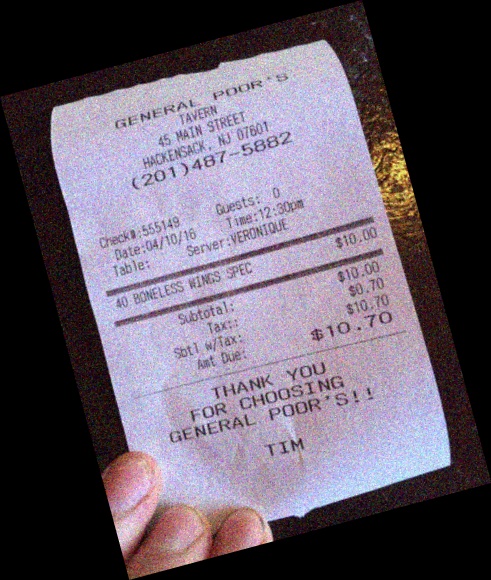 GENERAL POOR'S
TAVERN
45 MAIN STREET
HACKENSACK, NJ 07601
(201)487-5882
Check#:555149 Guests: 0
Date:04/10/16 Time:12:30pm
Table: Server:VERONIQUE
40 BONELESS WINGS SPEC $10.00
Subtotal: $10.00
Tax:: $0.70
Sbtl w/Tax: $10.70
Amt Due: $10.70
THANK YOU
FOR CHOOSING
GENERAL POOR'S!!
TIM